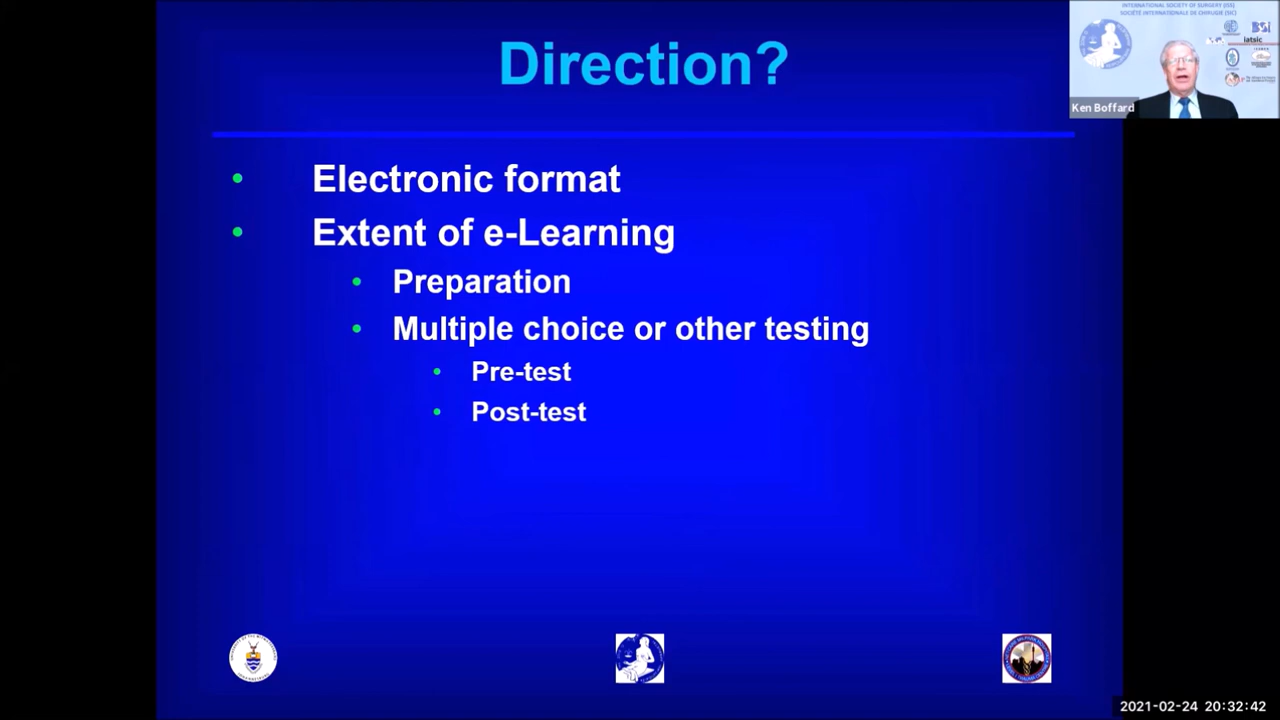 Direction?
INTERNATIONAL SOCIETY OF SURGERY (ISS)
SOCIÉTÉ INTERNATIONALE DE CHIRURGIE (SIC)
iatsic
Ken Boffard
• Electronic format
• Extent of e-Learning
• Preparation
• Multiple choice or other testing
• Pre-test
• Post-test
2021-02-24 20:32:42